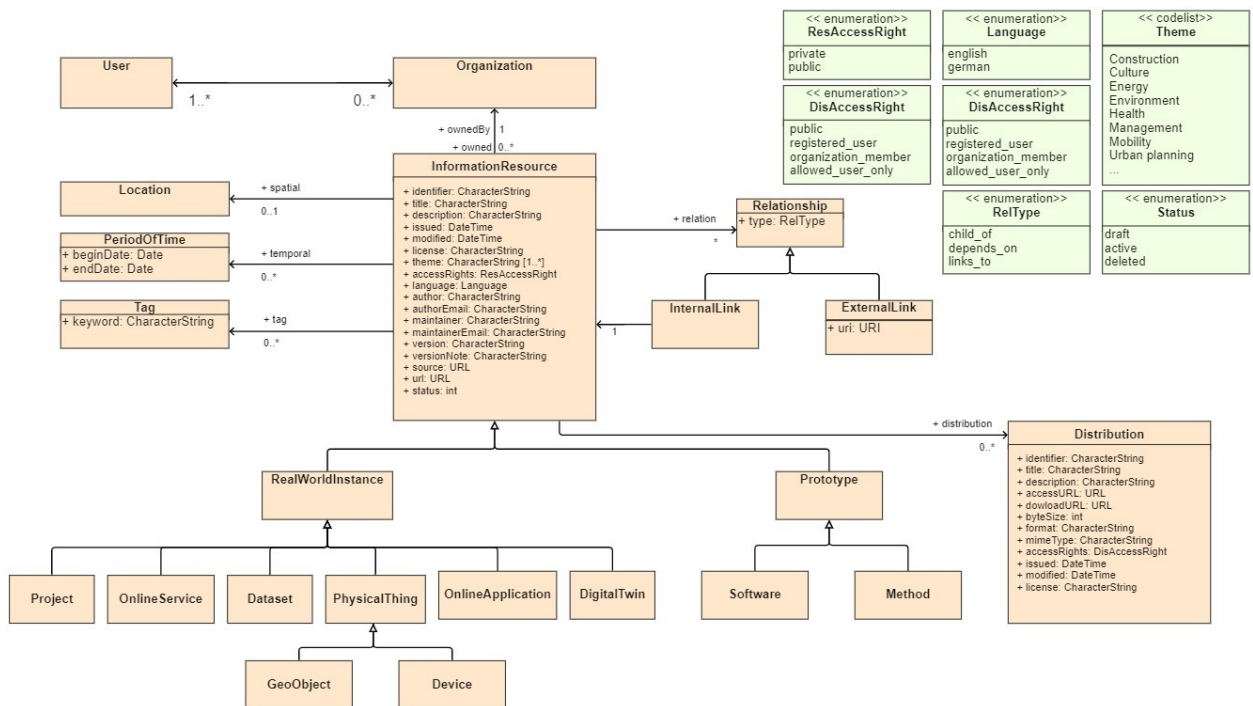 << enumeration>>
ResAccessRight
private
public
<< enumeration>>
Language
english
german
<< codelist>>
Theme
Construction
Culture
Energy
Environment
Health
Management
Mobility
Urban planning
...
<< enumeration>>
DisAccessRight
public
registered_user
organization_member
allowed_user_only
<< enumeration>>
DisAccessRight
public
registered_user
organization_member
allowed_user_only
<< enumeration>>
RelType
child_of
depends_on
links_to
<< enumeration>>
Status
draft
active
deleted
User
1..*
0..*
Organization
+ ownedBy 1
+ owned 0..*
InformationResource
+ identifier: CharacterString
+ title: CharacterString
+ description: CharacterString
+ issued: DateTime
+ modified: DateTime
+ license: CharacterString
+ theme: CharacterString [1..*]
+ accessRights: ResAccessRight
+ language: Language
+ author: CharacterString
+ authorEmail: CharacterString
+ maintainer: CharacterString
+ maintainerEmail: CharacterString
+ version: CharacterString
+ versionNote: CharacterString
+ source: URL
+ url: URL
+ status: int
Location
+ spatial
0..1
PeriodOfTime
+ beginDate: Date
+ endDate: Date
+ temporal
0..*
Tag
+ keyword: CharacterString
+ tag
0..*
+ relation
*
Relationship
+ type: RelType
InternalLink
1
ExternalLink
+ uri: URI
+ distribution
0..*
Distribution
+ identifier: CharacterString
+ title: CharacterString
+ description: CharacterString
+ accessURL: URL
+ dowloadURL: URL
+ byteSize: int
+ format: CharacterString
+ mimeType: CharacterString
+ accessRights: DisAccessRight
+ issued: DateTime
+ modified: DateTime
+ license: CharacterString
RealWorldInstance
Prototype
Project
OnlineService
Dataset
PhysicalThing
OnlineApplication
DigitalTwin
Software
Method
GeoObject
Device